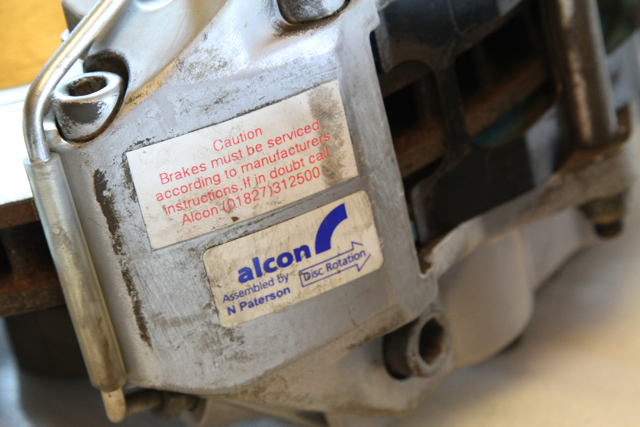 Caution
Brakes must be serviced
according to manufacturers
instructions. If in doubt call
Alcon (01827)312500
alcon
Assembled by
N Paterson
Disc Rotation